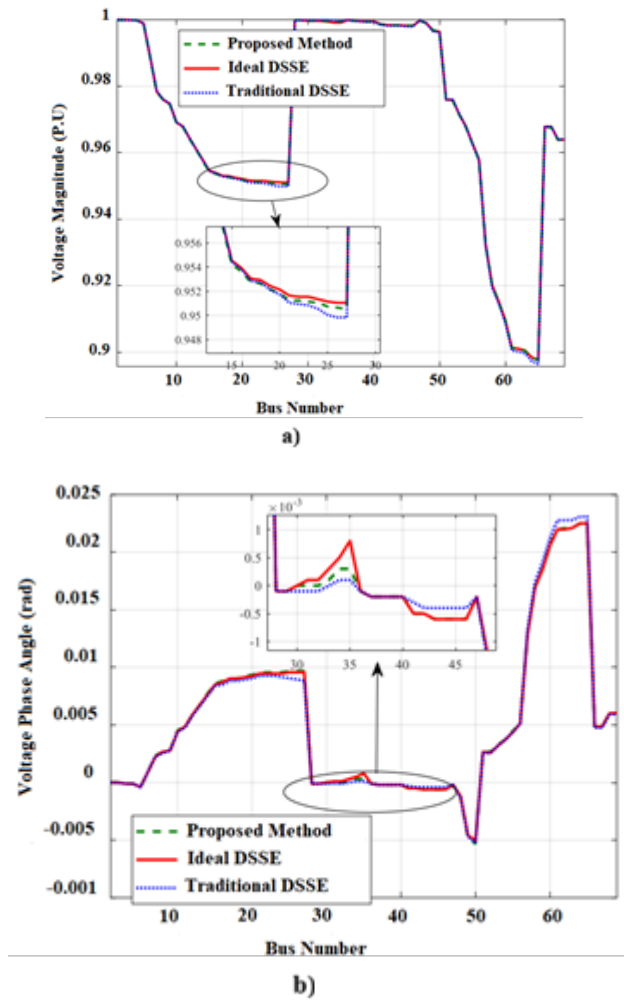 1
0.98
0.96
0.94
0.92
0.9
Voltage Magnitude (P.U)
Proposed Method
Ideal DSSE
Traditional DSSE
0.956
0.954
0.952
0.95
0.948
15 20 25 30
10 20 30 40 50 60
Bus Number
a)
0.025
0.02
0.015
0.010
0.005
0
-0.005
-0.001
Voltage Phase Angle (rad)
×10⁻³
1
0.5
0
-0.5
-1
30 35 40 45
Proposed Method
Ideal DSSE
Traditional DSSE
10 20 30 40 50 60
Bus Number
b)